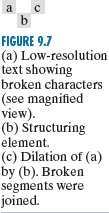 a c
b
FIGURE 9.7
(a) Low-resolution
text showing
broken characters
(see magnified
view).
(b) Structuring
element.
(c) Dilation of (a)
by (b). Broken
segments were
joined.